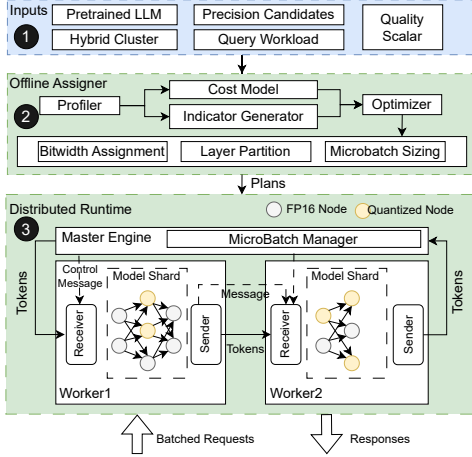 Inputs
Pretrained LLM
Precision Candidates
Quality Scalar
1
Hybrid Cluster
Query Workload
Offline Assigner
Cost Model
Profiler
Optimizer
2
Indicator Generator
Bitwidth Assignment
Layer Partition
Microbatch Sizing
Plans
Distributed Runtime
FP16 Node
Quantized Node
3
Master Engine
MicroBatch Manager
Tokens
Control Message
Model Shard
Message
Model Shard
Tokens
Receiver
Sender
Tokens
Receiver
Sender
Worker1
Worker2
Batched Requests
Responses